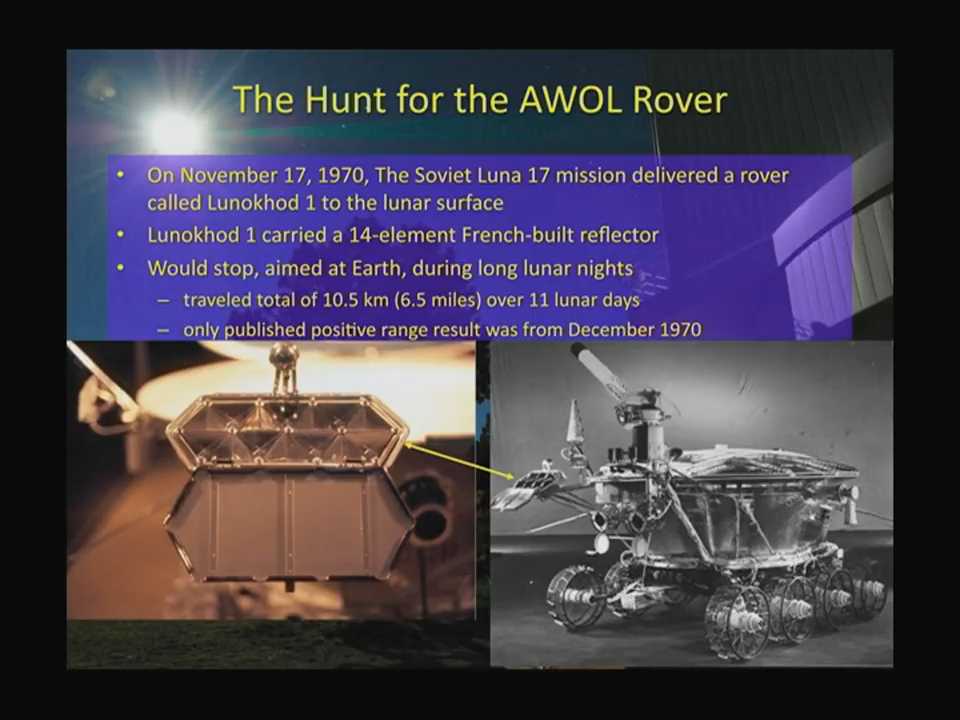 The Hunt for the AWOL Rover
• On November 17, 1970, The Soviet Luna 17 mission delivered a rover
called Lunokhod 1 to the lunar surface
• Lunokhod 1 carried a 14-element French-built reflector
• Would stop, aimed at Earth, during long lunar nights
– traveled total of 10.5 km (6.5 miles) over 11 lunar days
– only published positive range result was from December 1970